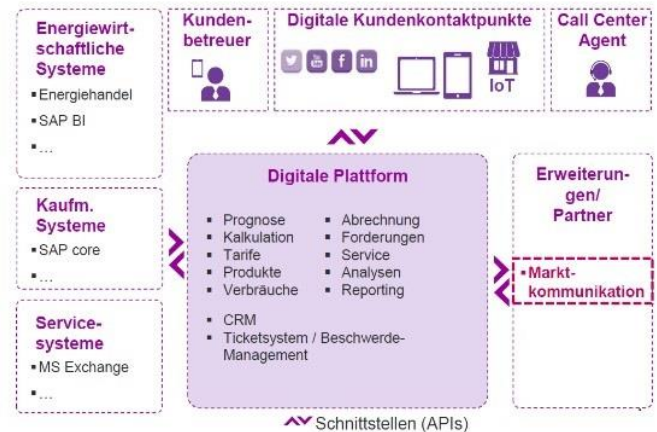 Energiewirt-
schaftliche
Systeme
▪ Energiehandel
▪ SAP BI
▪ ...
Kunden-
betreuer
Digitale Kundenkontaktpunkte
IoT
Call Center
Agent
Kaufm.
Systeme
▪ SAP core
▪ ...
Service-
systeme
▪ MS Exchange
▪ ...
Digitale Plattform
▪ Prognose
▪ Kalkulation
▪ Tarife
▪ Produkte
▪ Verbräuche
▪ Abrechnung
▪ Forderungen
▪ Service
▪ Analysen
▪ Reporting
▪ CRM
▪ Ticketsystem / Beschwerde-
Management
Erweiterun-
gen/
Partner
▪ Markt-
kommunikation
Schnittstellen (APIs)